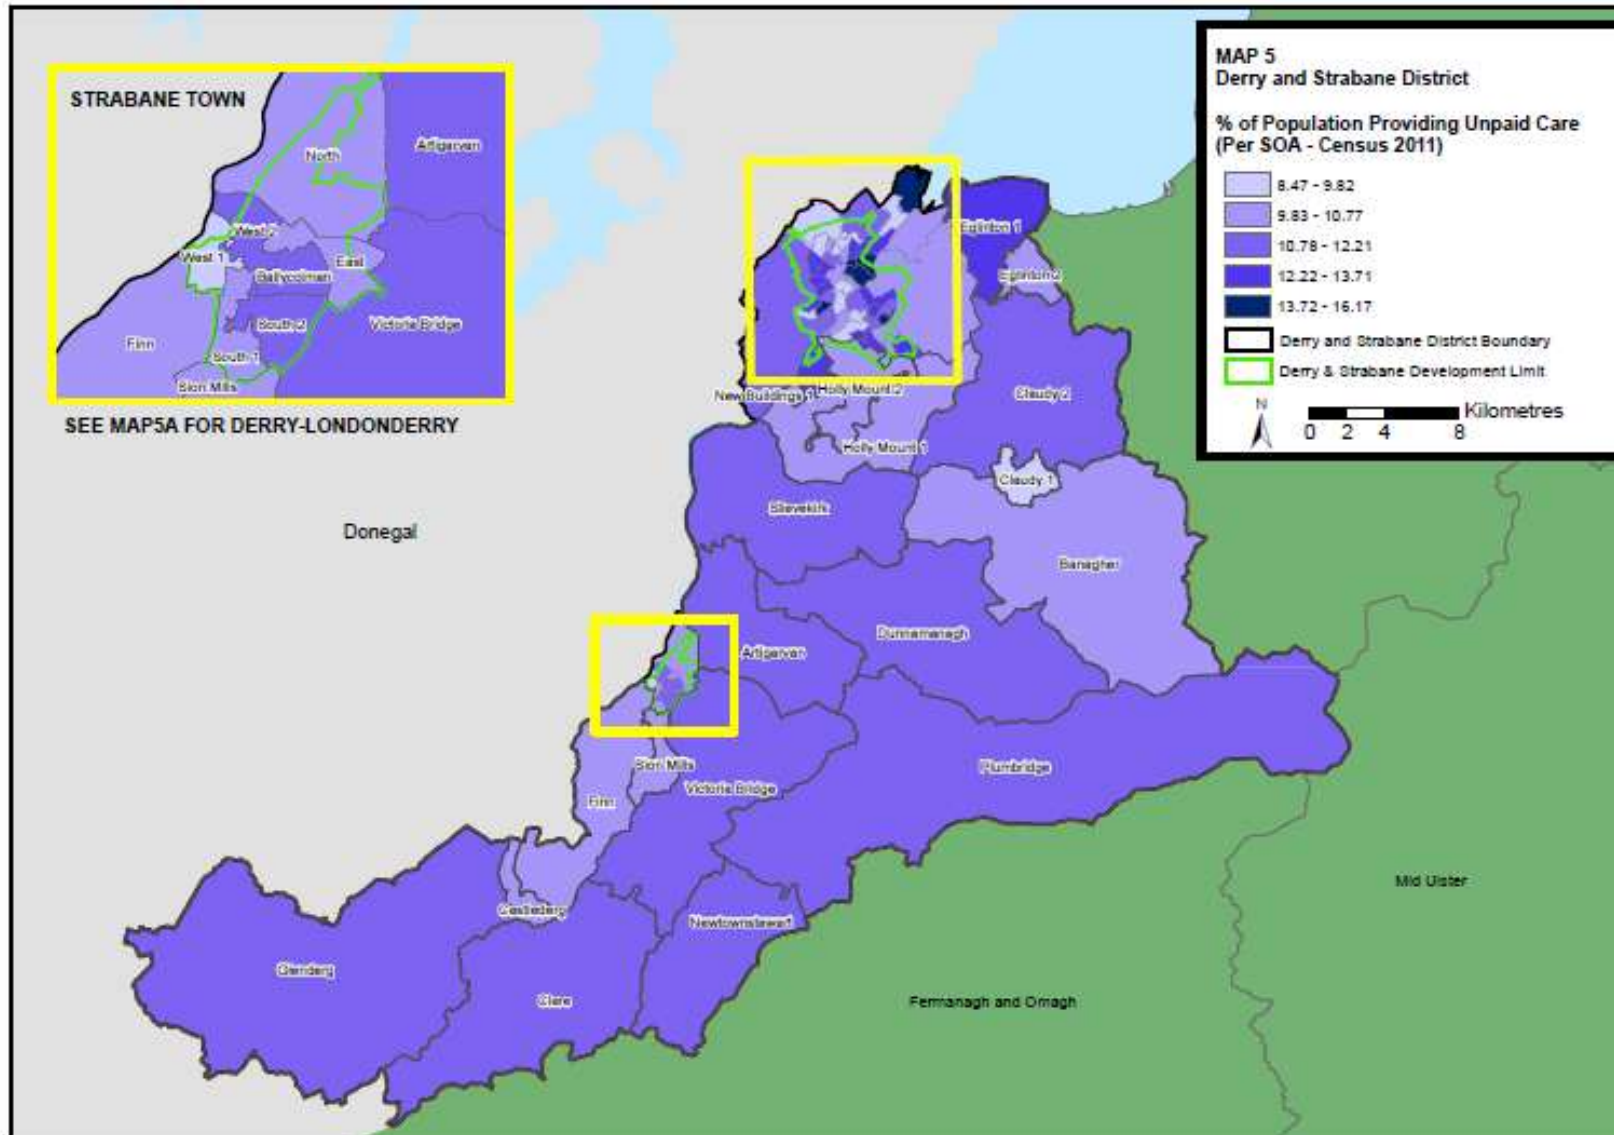 MAP 5
Derry and Strabane District
% of Population Providing Unpaid Care
(Per SOA - Census 2011)
8.47 - 9.82
9.83 - 10.77
10.78 - 12.21
12.22 - 13.71
13.72 - 16.17
Derry and Strabane District Boundary
Derry & Strabane Development Limit
N
Kilometres
0 2 4 8
STRABANE TOWN
North
Artigarvan
West 2
West 1
East
Ballycolman
South 2
Victoria Bridge
Finn
South 1
Sion Mills
SEE MAP5A FOR DERRY-LONDONDERRY
Donegal
Eglinton 1
Eglinton 2
New Buildings 1
Holly Mount 2
Claudy 2
Holly Mount 1
Claudy 1
Slievekirk
Banagher
Dunnamanagh
Artigarvan
Sion Mills
Victoria Bridge
Plumbridge
Finn
Castlederg
Newtownstewart
Glenderg
Clare
Mid Ulster
Fermanagh and Omagh